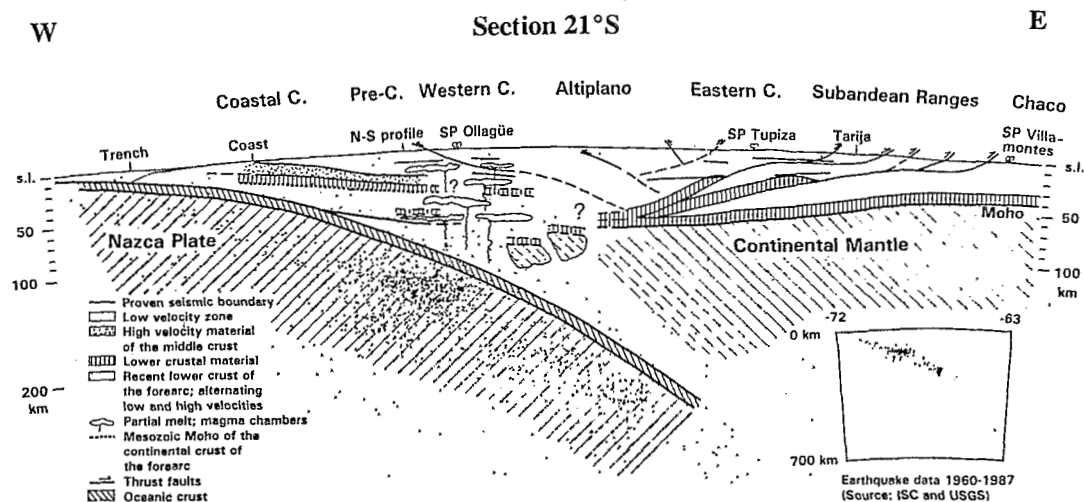 Section 21°S
W
E
Coastal C.
Pre-C.
Western C.
Altiplano
Eastern C.
Subandean Ranges
Chaco
Trench
Coast
N-S profile
SP Ollagüe
SP Tupiza
Tarija
SP Villa-
montes
s.l.
50
100
200
km
s.l.
50
100
km
?
?
Moho
Nazca Plate
Continental Mantle
Proven seismic boundary
Low velocity zone
High velocity material
of the middle crust
Lower crustal material
Recent lower crust of
the forearc; alternating
low and high velocities
Partial melt; magma chambers
Mesozoic Moho of the
continental crust of
the forearc
Thrust faults
Oceanic crust
-72
-63
0 km
700 km
Earthquake data 1960-1987
(Source: ISC and USGS)